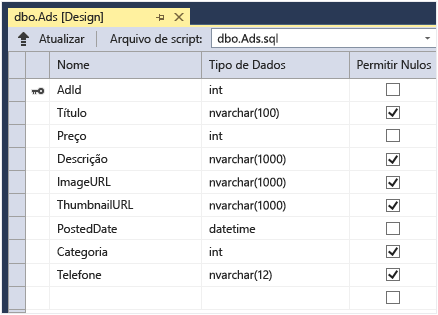 dbo.Ads [Design]
Atualizar Arquivo de script: dbo.Ads.sql
Nome Tipo de Dados Permitir Nulos
AdId int
Título nvarchar(100)
Preço int
Descrição nvarchar(1000)
ImageURL nvarchar(1000)
ThumbnailURL nvarchar(1000)
PostedDate datetime
Categoria int
Telefone nvarchar(12)